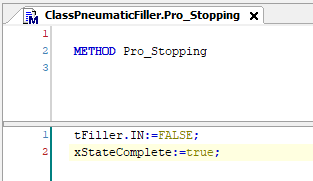 ClassPneumaticFiller.Pro_Stopping
1
2 METHOD Pro_Stopping
3
1 tFiller.IN:=FALSE;
2 xStateComplete:=true;